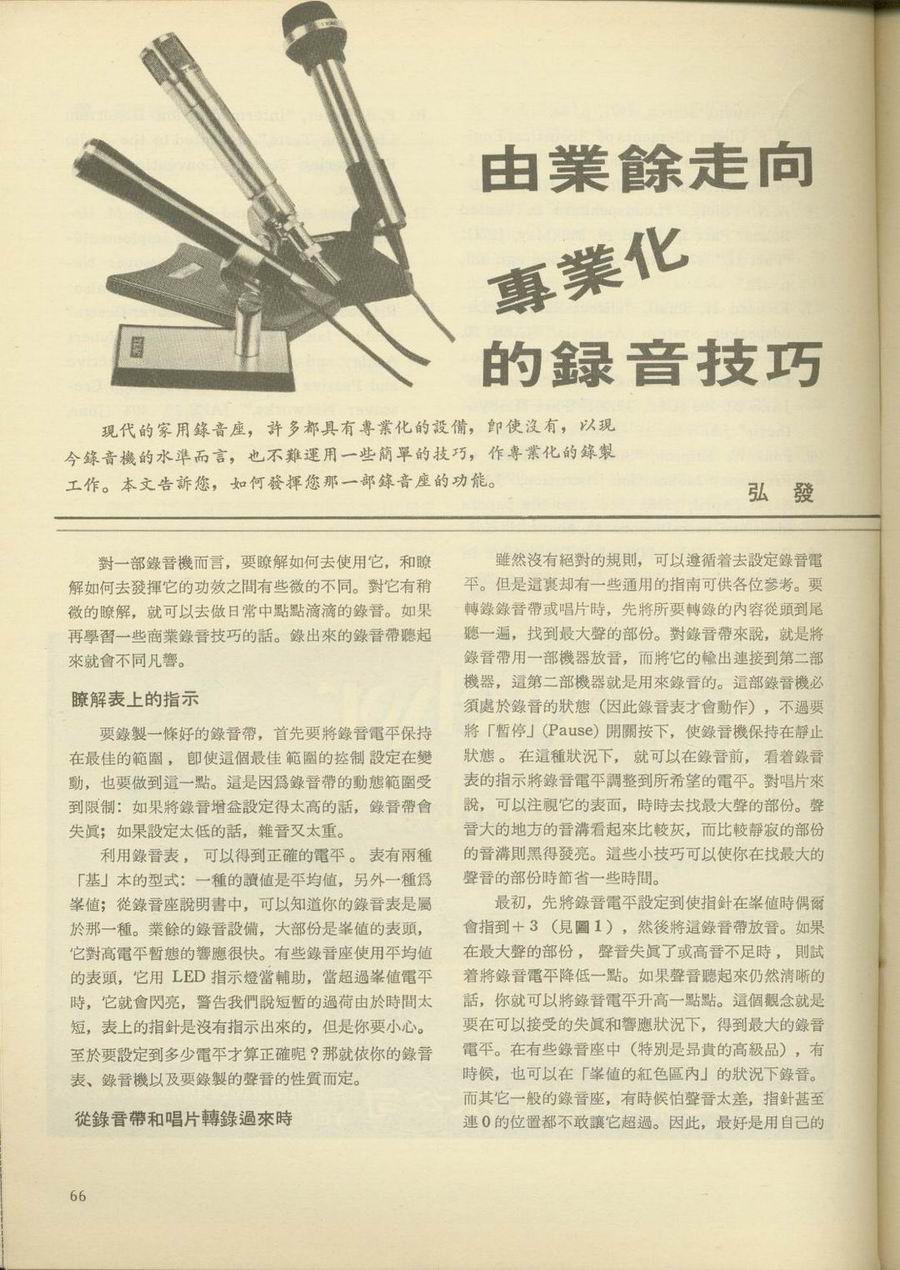 由業餘走向
專業化
的録音技巧
現代的家用錄音座，許多都具有專業化的設備，即使沒有，以現
今錄音機的水準而言，也不難運用一些簡單的技巧，作專業化的錄製
工作。本文告訴您，如何發揮您那一部錄音座的功能。
弘　發
對一部錄音機而言，要瞭解如何去使用它，和瞭
解如何去發揮它的功效之間有些微的不同。對它有稍
微的瞭解，就可以去做日常中點點滴滴的錄音。如果
再學習一些商業錄音技巧的話。錄出來的錄音帶聽起
來就會不同凡響。
瞭解表上的指示
要錄製一條好的錄音帶，首先要將錄音電平保持
在最佳的範圍，卽使這個最佳範圍的控制設定在變
動，也要做到這一點。這是因爲錄音帶的動態範圍受
到限制：如果將錄音增益設定得太高的話，錄音帶會
失眞；如果設定太低的話，雜音又太重。
利用錄音表，可以得到正確的電平。表有兩種
「基」本的型式：一種的讀值是平均值，另外一種爲
峯值；從錄音座說明書中，可以知道你的錄音表是屬
於那一種。業餘的錄音設備，大部份是峯值的表頭，
它對高電平暫態的響應很快。有些錄音座使用平均值
的表頭，它用 LED 指示燈當輔助，當超過峯值電平
時，它就會閃亮，警告我們說短暫的過荷由於時間太
短，表上的指針是沒有指示出來的，但是你要小心。
至於要設定到多少電平才算正確呢？那就依你的錄音
表、錄音機以及要錄製的聲音的性質而定。
從錄音帶和唱片轉錄過來時
雖然沒有絕對的規則，可以遵循着去設定錄音電
平。但是這裏却有一些通用的指南可供各位參考。要
轉錄錄音帶或唱片時，先將所要轉錄的內容從頭到尾
聽一遍，找到最大聲的部份。對錄音帶來說，就是將
錄音帶用一部機器放音，而將它的輸出連接到第二部
機器，這第二部機器就是用來錄音的。這部錄音機必
須處於錄音的狀態（因此錄音表才會動作），不過要
將「暫停」(Pause) 開關按下，使錄音機保持在靜止
狀態。在這種狀況下，就可以在錄音前，看着錄音
表的指示將錄音電平調整到所希望的電平。對唱片來
說，可以注視它的表面，時時去找最大聲的部份。聲
音大的地方的音溝看起來比較灰，而比較靜寂的部份
的音溝則黑得發亮。這些小技巧可以使你在找最大的
聲音的部份時節省一些時間。
最初，先將錄音電平設定到使指針在峯值時偶爾
會指到＋3（見圖1），然後將這錄音帶放音。如果
在最大聲的部份，聲音失眞了或高音不足時，則試
着將錄音電平降低一點。如果聲音聽起來仍然淸晰的
話，你就可以將錄音電平升高一點點。這個觀念就是
要在可以接受的失眞和響應狀況下，得到最大的錄音
電平。在有些錄音座中（特別是昻貴的高級品），有
時候，也可以在「峯值的紅色區內」的狀況下錄音。
而其它一般的錄音座，有時候怕聲音太差，指針甚至
連0的位置都不敢讓它超過。因此，最好是用自己的
66